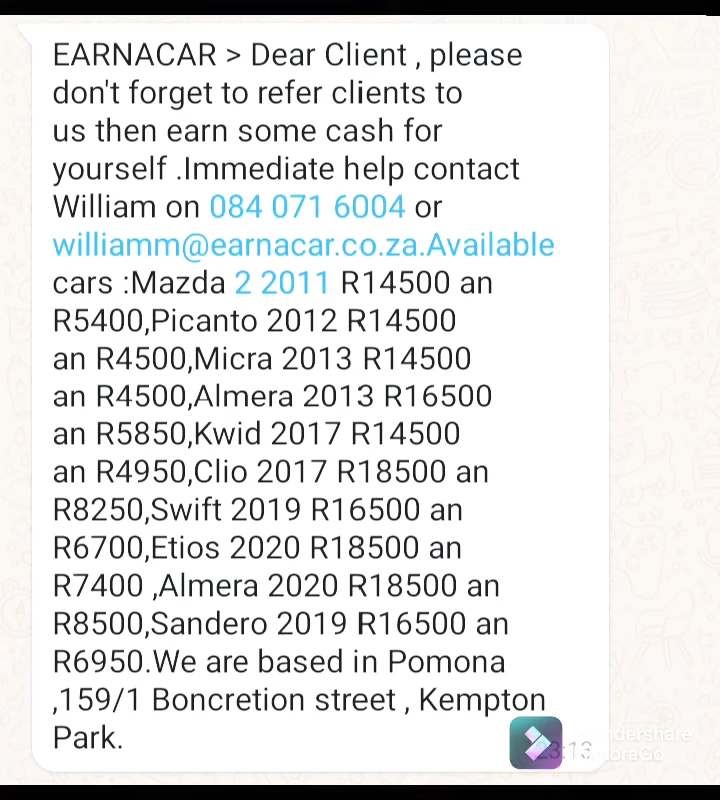 EARNACAR > Dear Client , please
don't forget to refer clients to
us then earn some cash for
yourself .Immediate help contact
William on 084 071 6004 or
williamm@earnacar.co.za.Available
cars :Mazda 2 2011 R14500 an
R5400,Picanto 2012 R14500
an R4500,Micra 2013 R14500
an R4500,Almera 2013 R16500
an R5850,Kwid 2017 R14500
an R4950,Clio 2017 R18500 an
R8250,Swift 2019 R16500 an
R6700,Etios 2020 R18500 an
R7400 ,Almera 2020 R18500 an
R8500,Sandero 2019 R16500 an
R6950.We are based in Pomona
,159/1 Boncretion street , Kempton
Park.
23:13